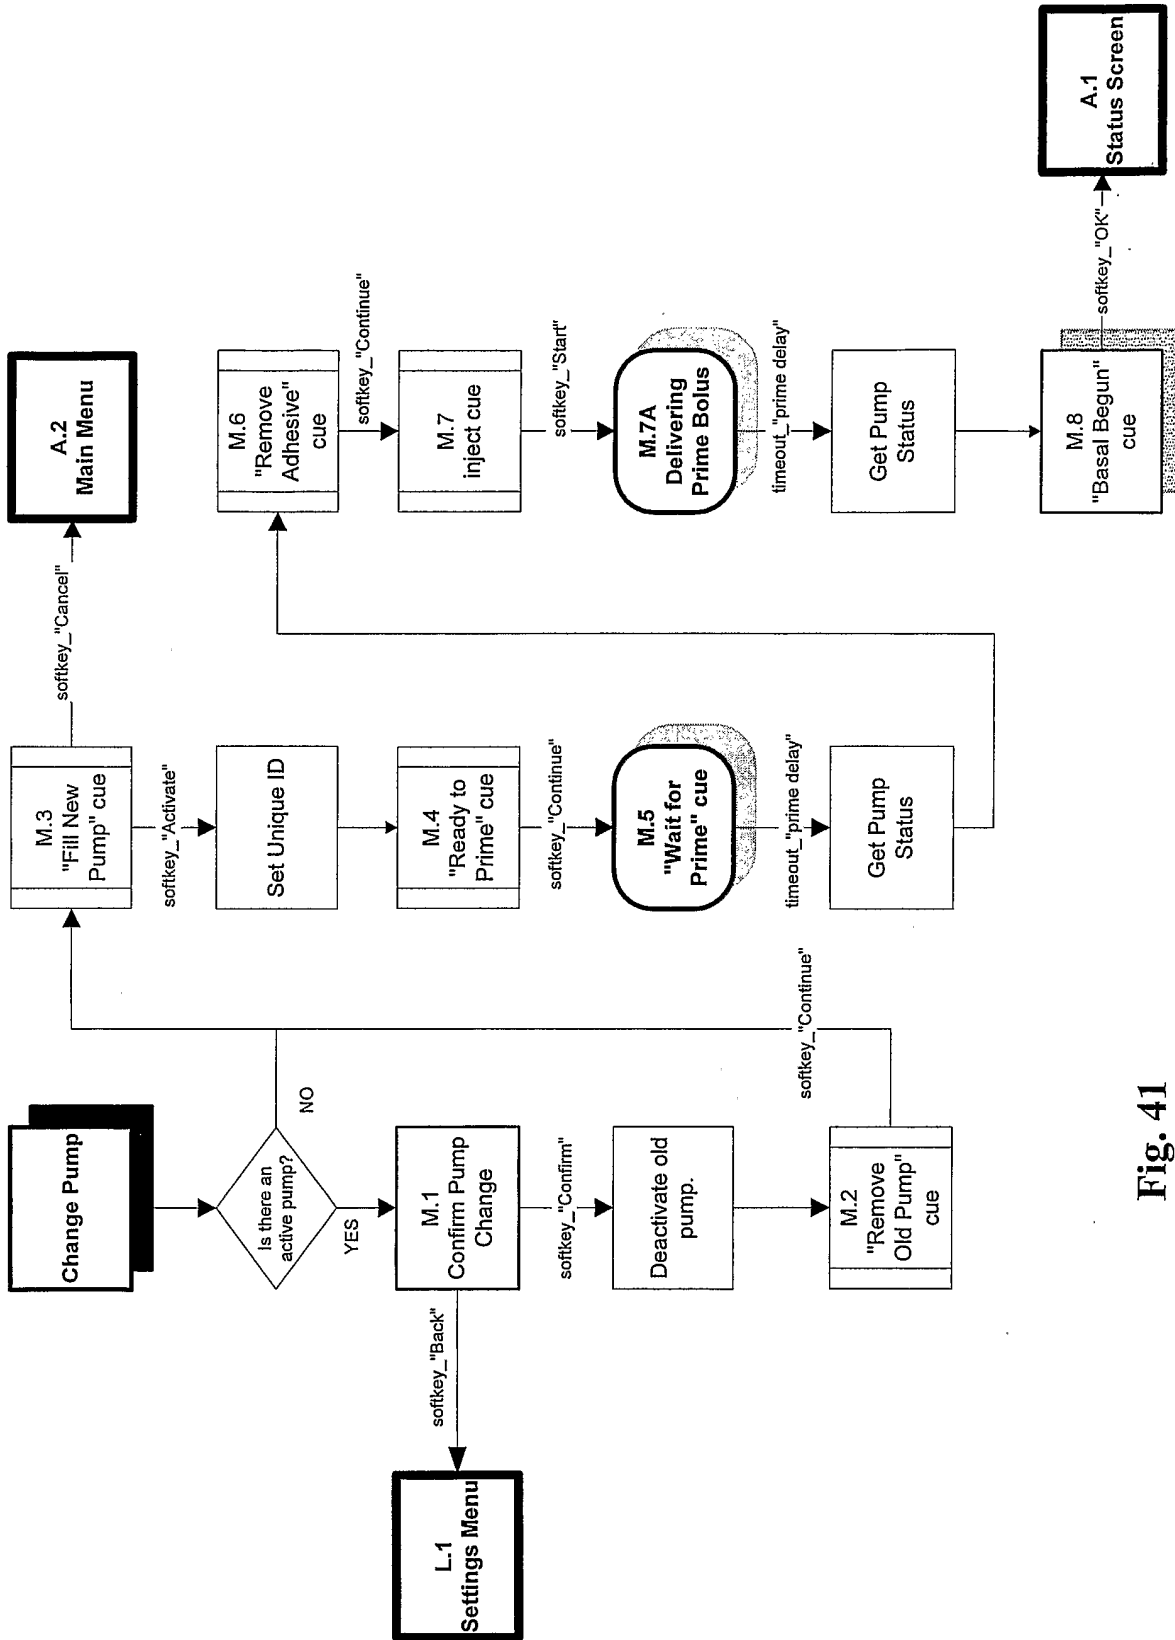 Change Pump
Is there an
active pump?
NO
YES
M.1
Confirm Pump
Change
softkey_"Back"
L.1
Settings Menu
softkey_"Confirm"
Deactivate old
pump.
M.2
"Remove
Old Pump"
cue
softkey_"Continue"
M.3
"Fill New
Pump" cue
softkey_"Cancel"
A.2
Main Menu
softkey_"Activate"
Set Unique ID
M.4
"Ready to
Prime" cue
softkey_"Continue"
M.5
"Wait for
Prime" cue
timeout_"prime delay"
Get Pump
Status
M.6
"Remove
Adhesive"
cue
softkey_"Continue"
M.7
inject cue
softkey_"Start"
M.7A
Delivering
Prime Bolus
timeout_"prime delay"
Get Pump
Status
M.8
"Basal Begun"
cue
softkey_"OK"
A.1
Status Screen
Fig. 41